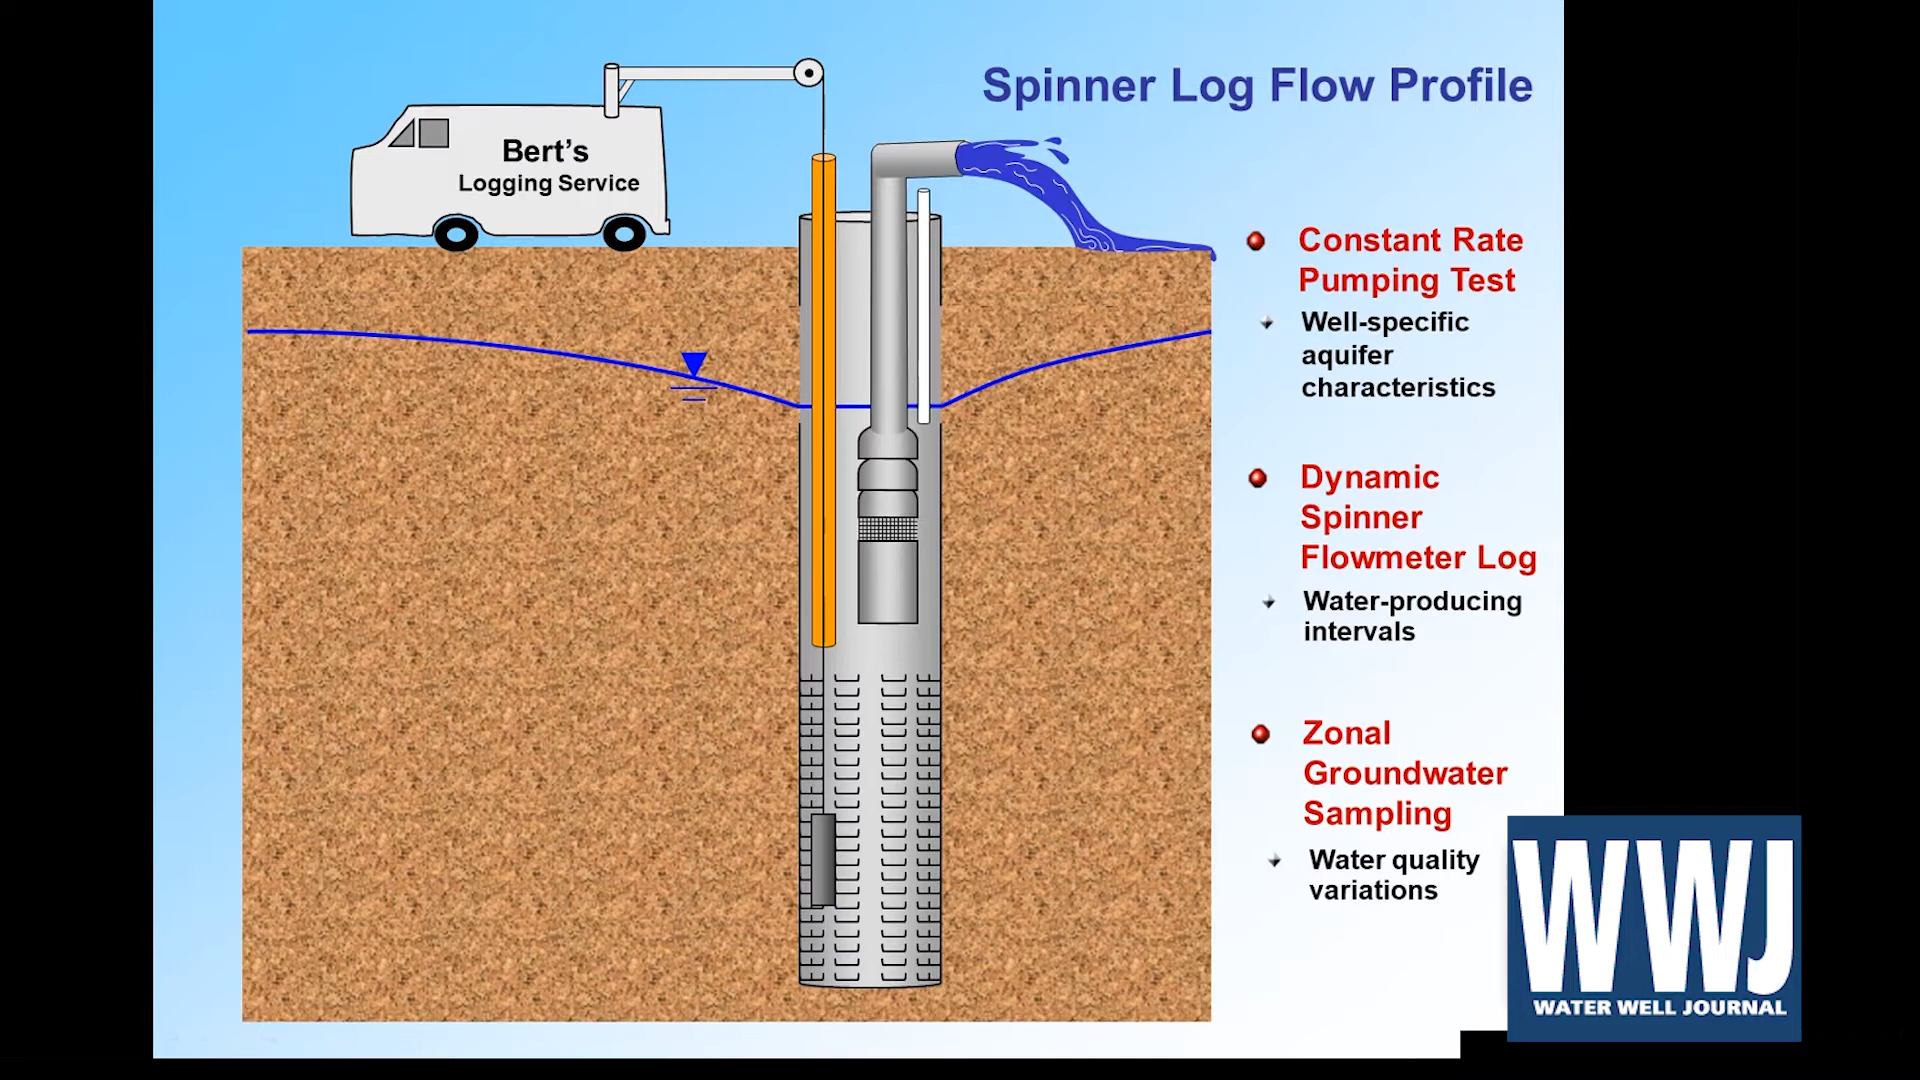 Spinner Log Flow Profile
Bert’s
Logging Service
Constant Rate
Pumping Test
Well-specific
aquifer
characteristics
Dynamic
Spinner
Flowmeter Log
Water-producing
intervals
Zonal
Groundwater
Sampling
Water quality
variations
WWJ
WATER WELL JOURNAL